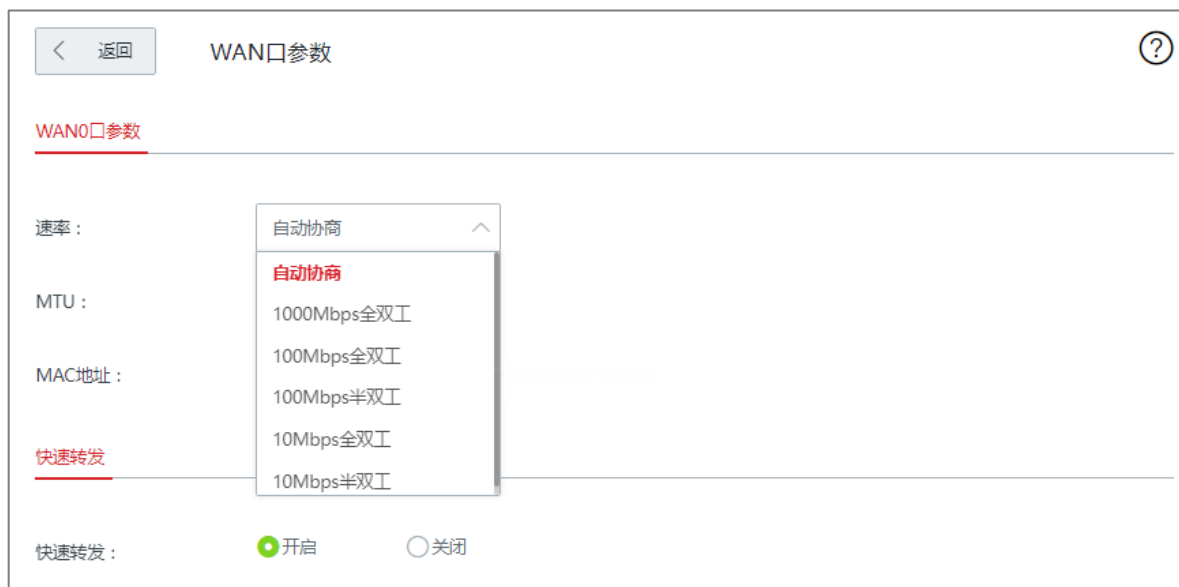 返回
WAN口参数
WAN0口参数
速率：
自动协商
自动协商
1000Mbps全双工
MTU：
100Mbps全双工
MAC地址：
100Mbps半双工
10Mbps全双工
快速转发
10Mbps半双工
快速转发：
开启
关闭